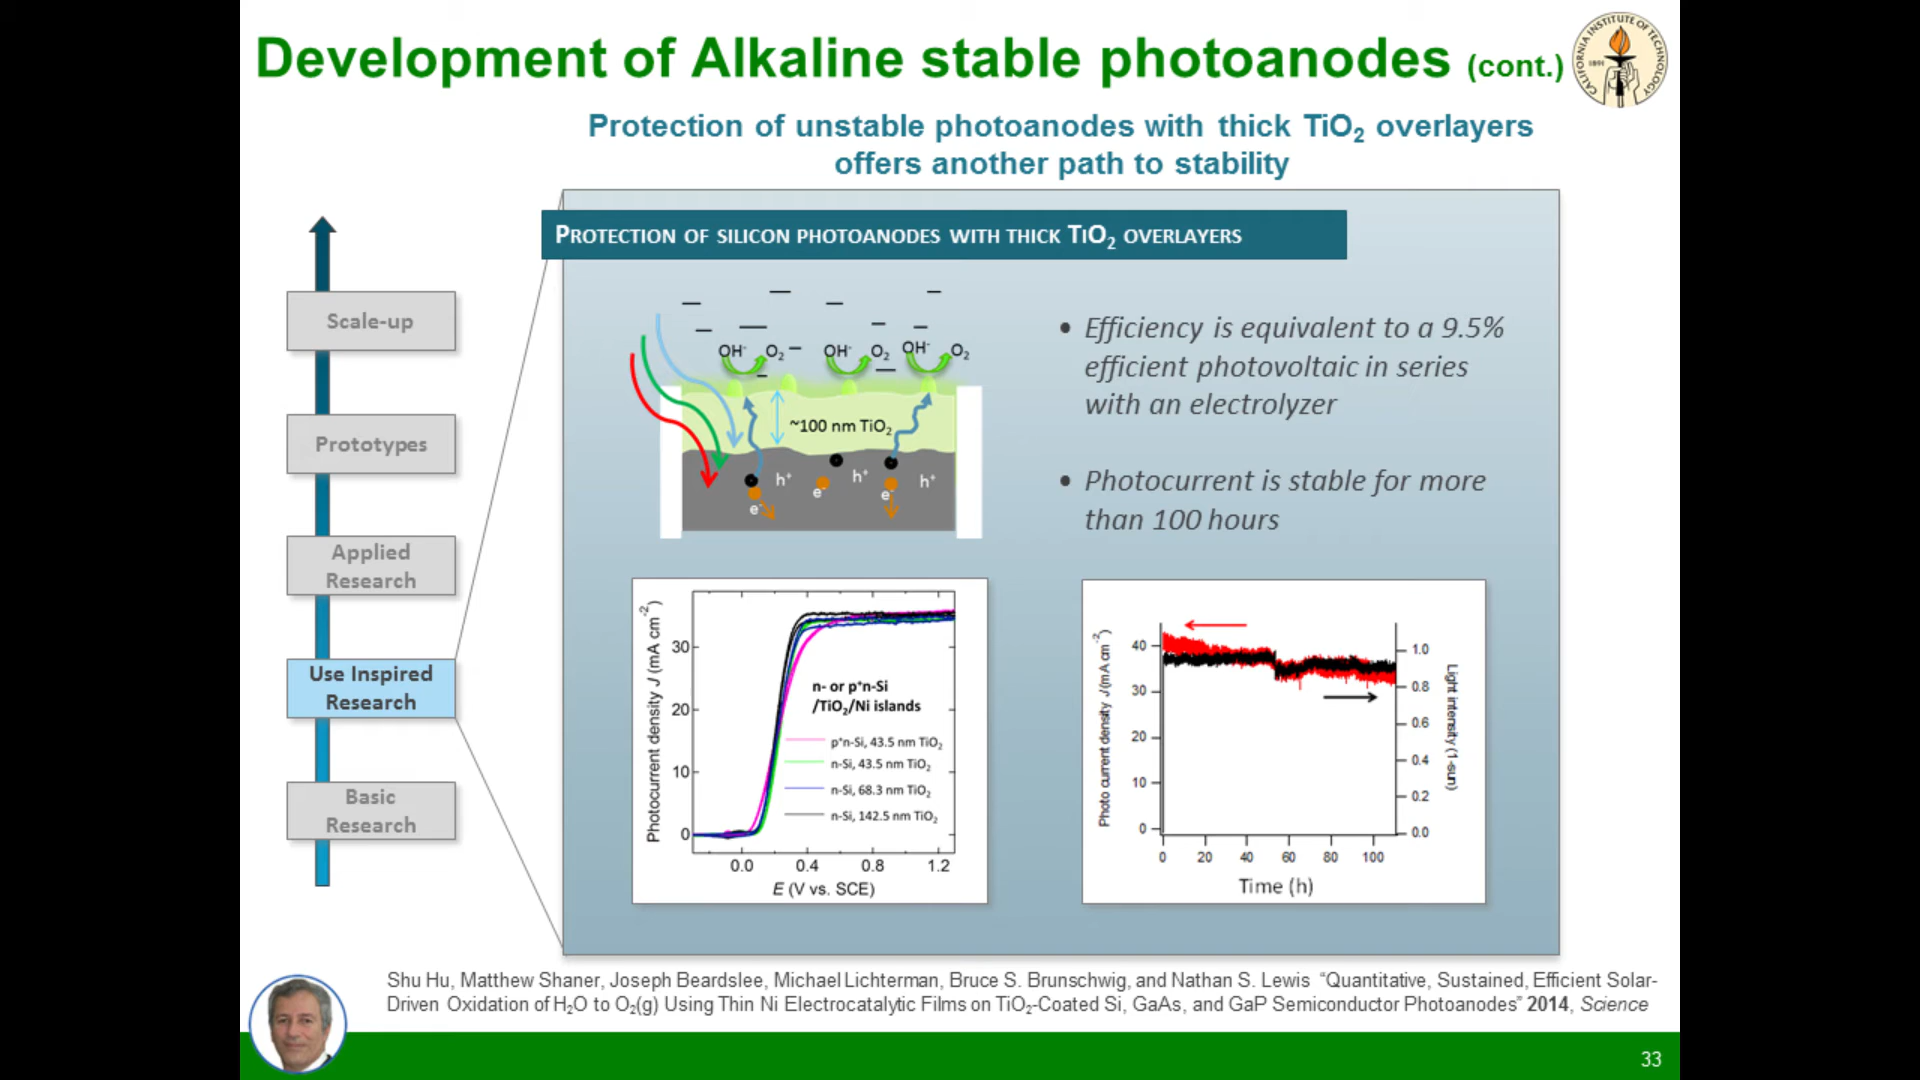 Development of Alkaline stable photoanodes (cont.)
CALIFORNIA INSTITUTE OF TECHNOLOGY
1891
Protection of unstable photoanodes with thick TiO₂ overlayers
offers another path to stability
PROTECTION OF SILICON PHOTOANODES WITH THICK TiO₂ OVERLAYERS
Scale-up
Prototypes
Applied
Research
Use Inspired
Research
Basic
Research
OH⁻ O₂ OH⁻ O₂ OH⁻ O₂
~100 nm TiO₂
h⁺ h⁺ h⁺
e⁻ e⁻ e⁻
• Efficiency is equivalent to a 9.5%
efficient photovoltaic in series
with an electrolyzer
• Photocurrent is stable for more
than 100 hours
Photocurrent density J (mA cm⁻²)
30
20
10
0
n- or p⁺n-Si
/TiO₂/Ni islands
p⁺n-Si, 43.5 nm TiO₂
n-Si, 43.5 nm TiO₂
n-Si, 68.3 nm TiO₂
n-Si, 142.5 nm TiO₂
0.0 0.4 0.8 1.2
E (V vs. SCE)
Photo current density J (mA cm⁻²)
40
30
20
10
0
1.0
0.8
0.6
0.4
0.2
0.0
Light intensity (1-sun)
0 20 40 60 80 100
Time (h)
Shu Hu, Matthew Shaner, Joseph Beardslee, Michael Lichterman, Bruce S. Brunschwig, and Nathan S. Lewis “Quantitative, Sustained, Efficient Solar-
Driven Oxidation of H₂O to O₂(g) Using Thin Ni Electrocatalytic Films on TiO₂-Coated Si, GaAs, and GaP Semiconductor Photoanodes” 2014, Science
33